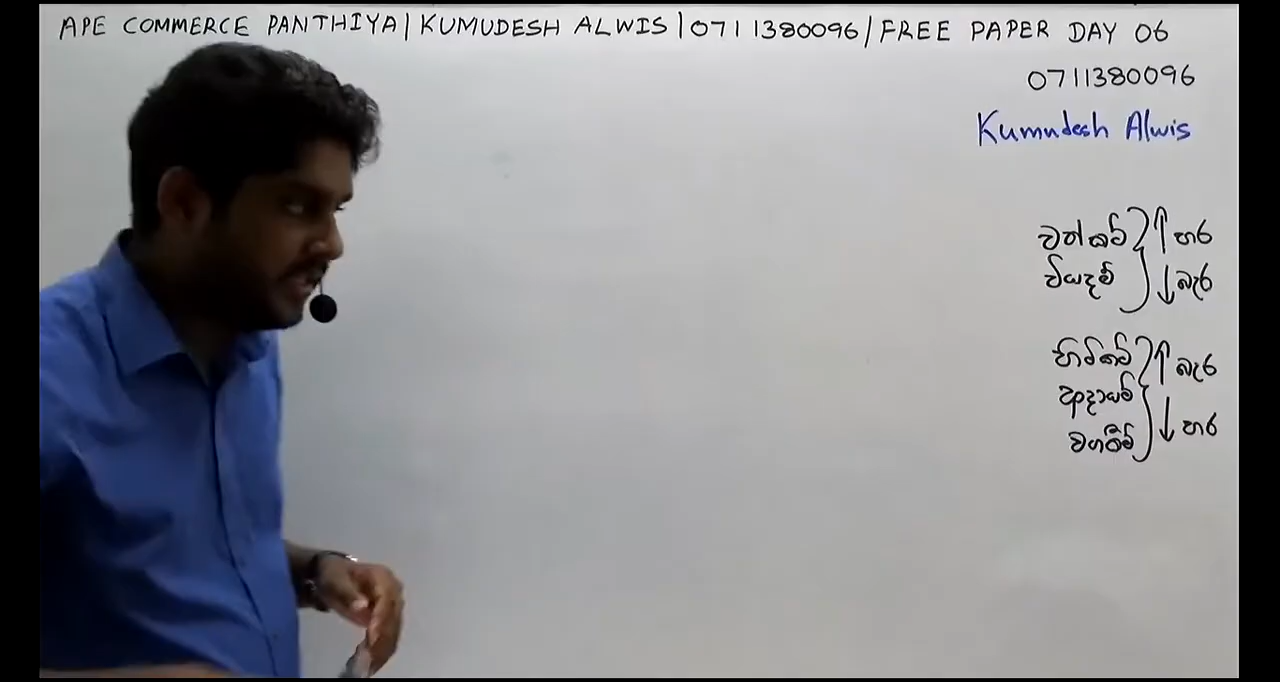 APE COMMERCE PANTHIYA | KUMUDESH ALWIS | 0711380096 / FREE PAPER DAY 06
0711380096
Kumudesh Alwis
වත්කම් ↑ හර
වියදම් ↓ බැර
හිමිකම් ↑ බැර
ආදායම්
වගකීම් ↓ හර